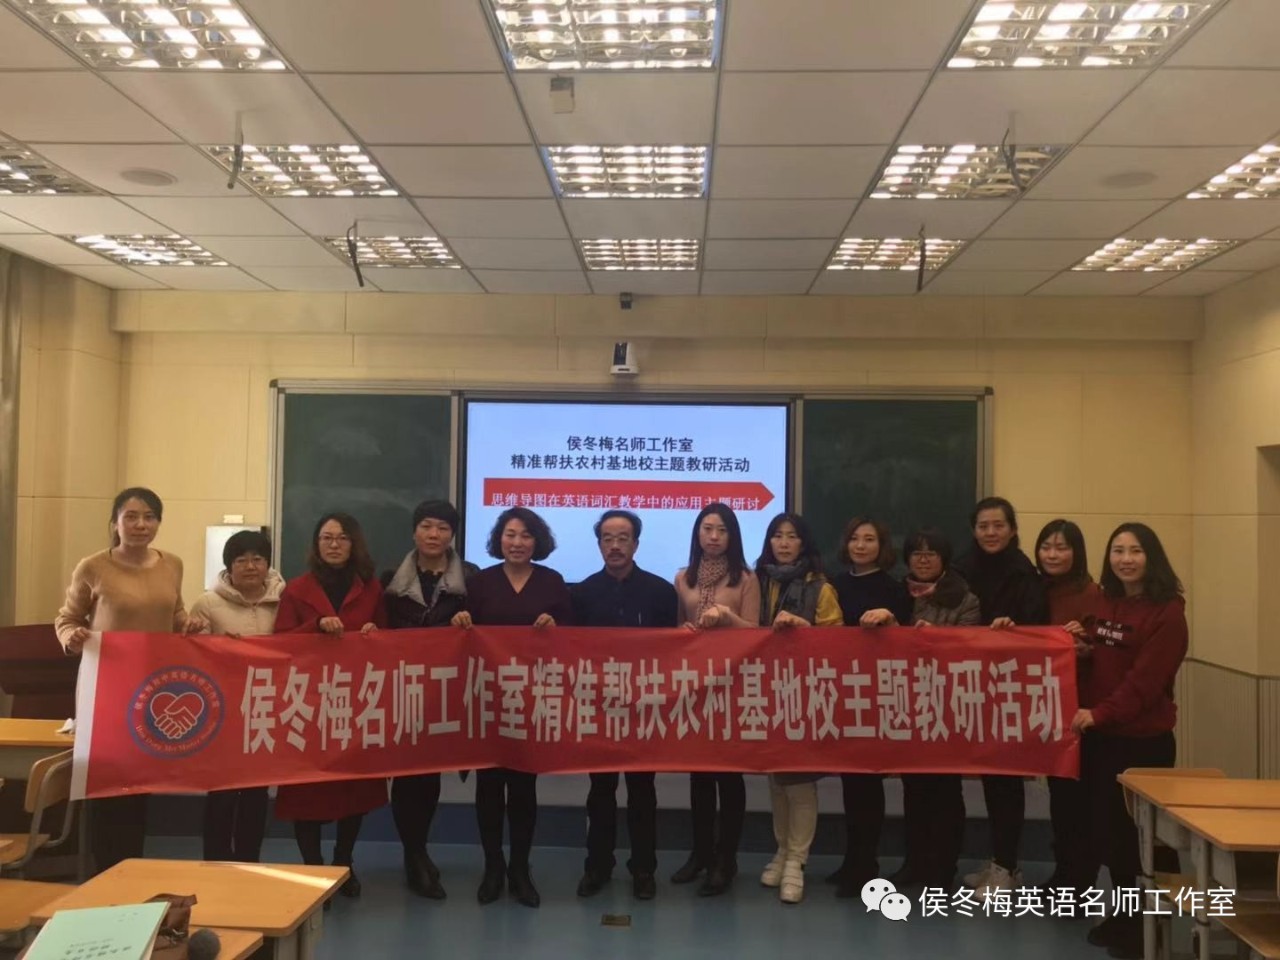 侯冬梅名师工作室
精准帮扶农村基地校主题教研活动
思维导图在英语词汇教学中的应用主题研讨
侯冬梅名师工作室精准帮扶农村基地校主题教研活动
侯冬梅英语名师工作室